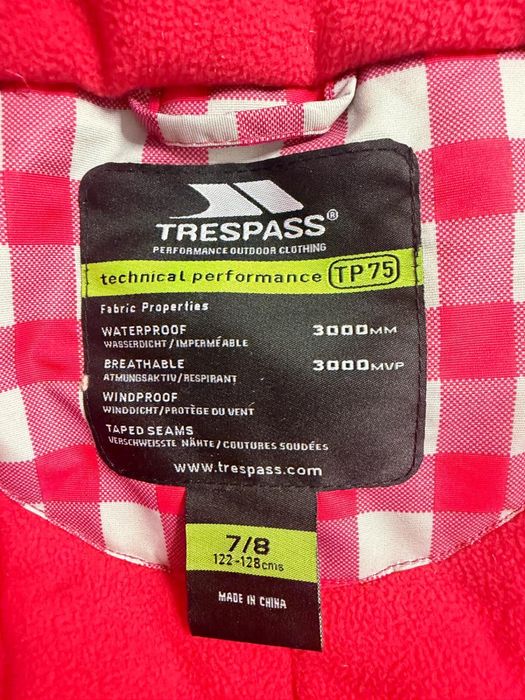 TRESPASS®
PERFORMANCE OUTDOOR CLOTHING
technical performance TP75
Fabric Properties
WATERPROOF 3000MM
WASSERDICHT/IMPERMÉABLE
BREATHABLE 3000MVP
ATMUNGSAKTIV/RESPIRANT
WINDPROOF
WINDDICHT/PROTÈGE DU VENT
TAPED SEAMS
VERSCHWEISSTE NÄHTE/COUTURES SOUDÉES
www.trespass.com
7/8
122-128cms
MADE IN CHINA